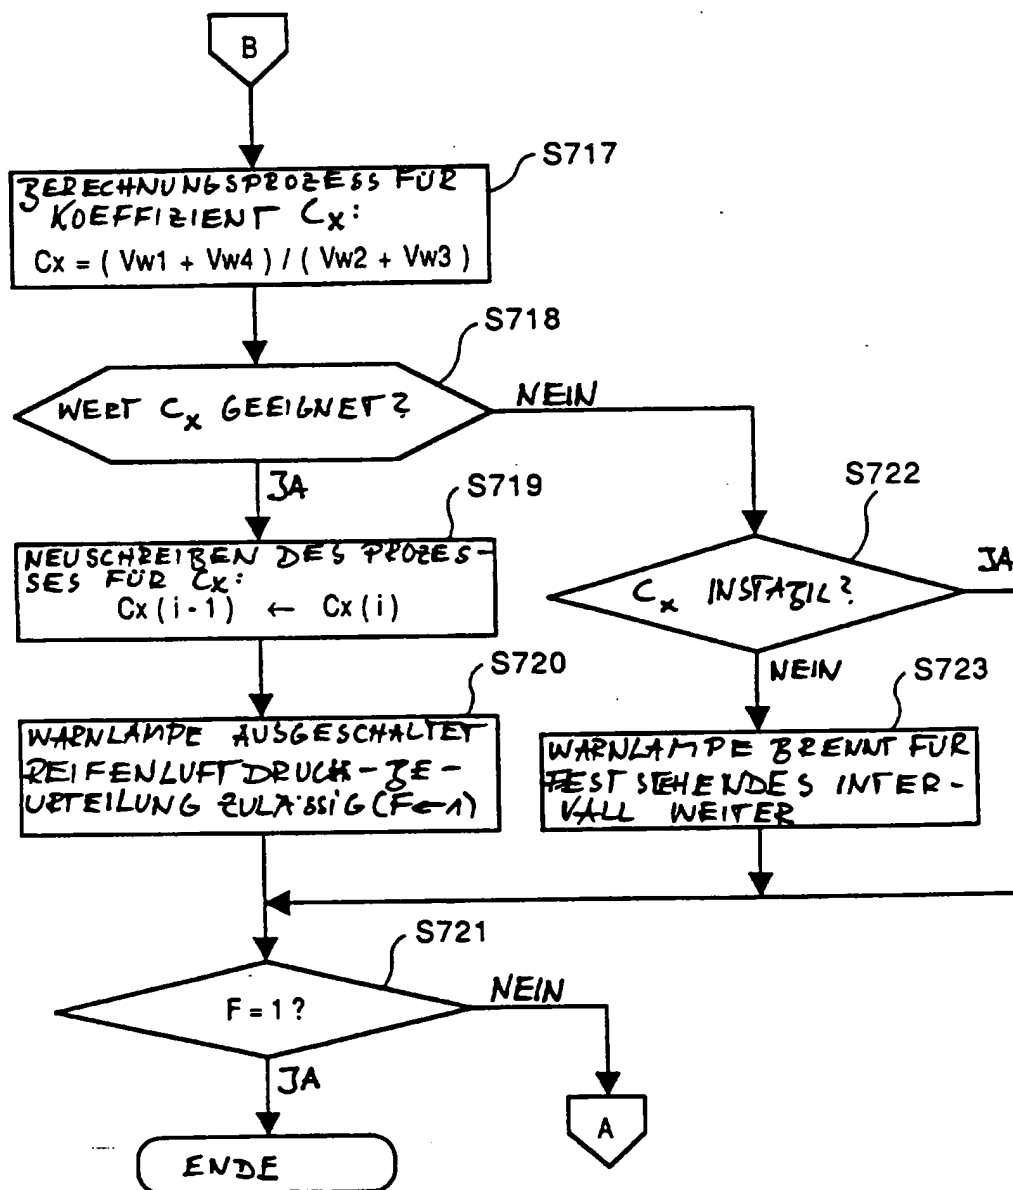 B
S717
BERECHNUNGSPROZESS FÜR
KOEFFIZIENT Cx:
Cx = ( Vw1 + Vw4 ) / ( Vw2 + Vw3 )
S718
WERT Cx GEEIGNET?
NEIN
JA
S719
NEUSCHREIBEN DES PROZES-
SES FÜR Cx:
Cx ( i - 1 ) ← Cx ( i )
S722
Cx INSTABIL?
JA
NEIN
S720
WARNLAMPE AUSGESCHALTET
REIFENLUFTDRUCK-BE-
URTEILUNG ZULÄSSIG (F←1)
S723
WARNLAMPE BRENNT FÜR
FESTSTEHENDES INTER-
VALL WEITER
S721
F = 1 ?
NEIN
JA
A
ENDE